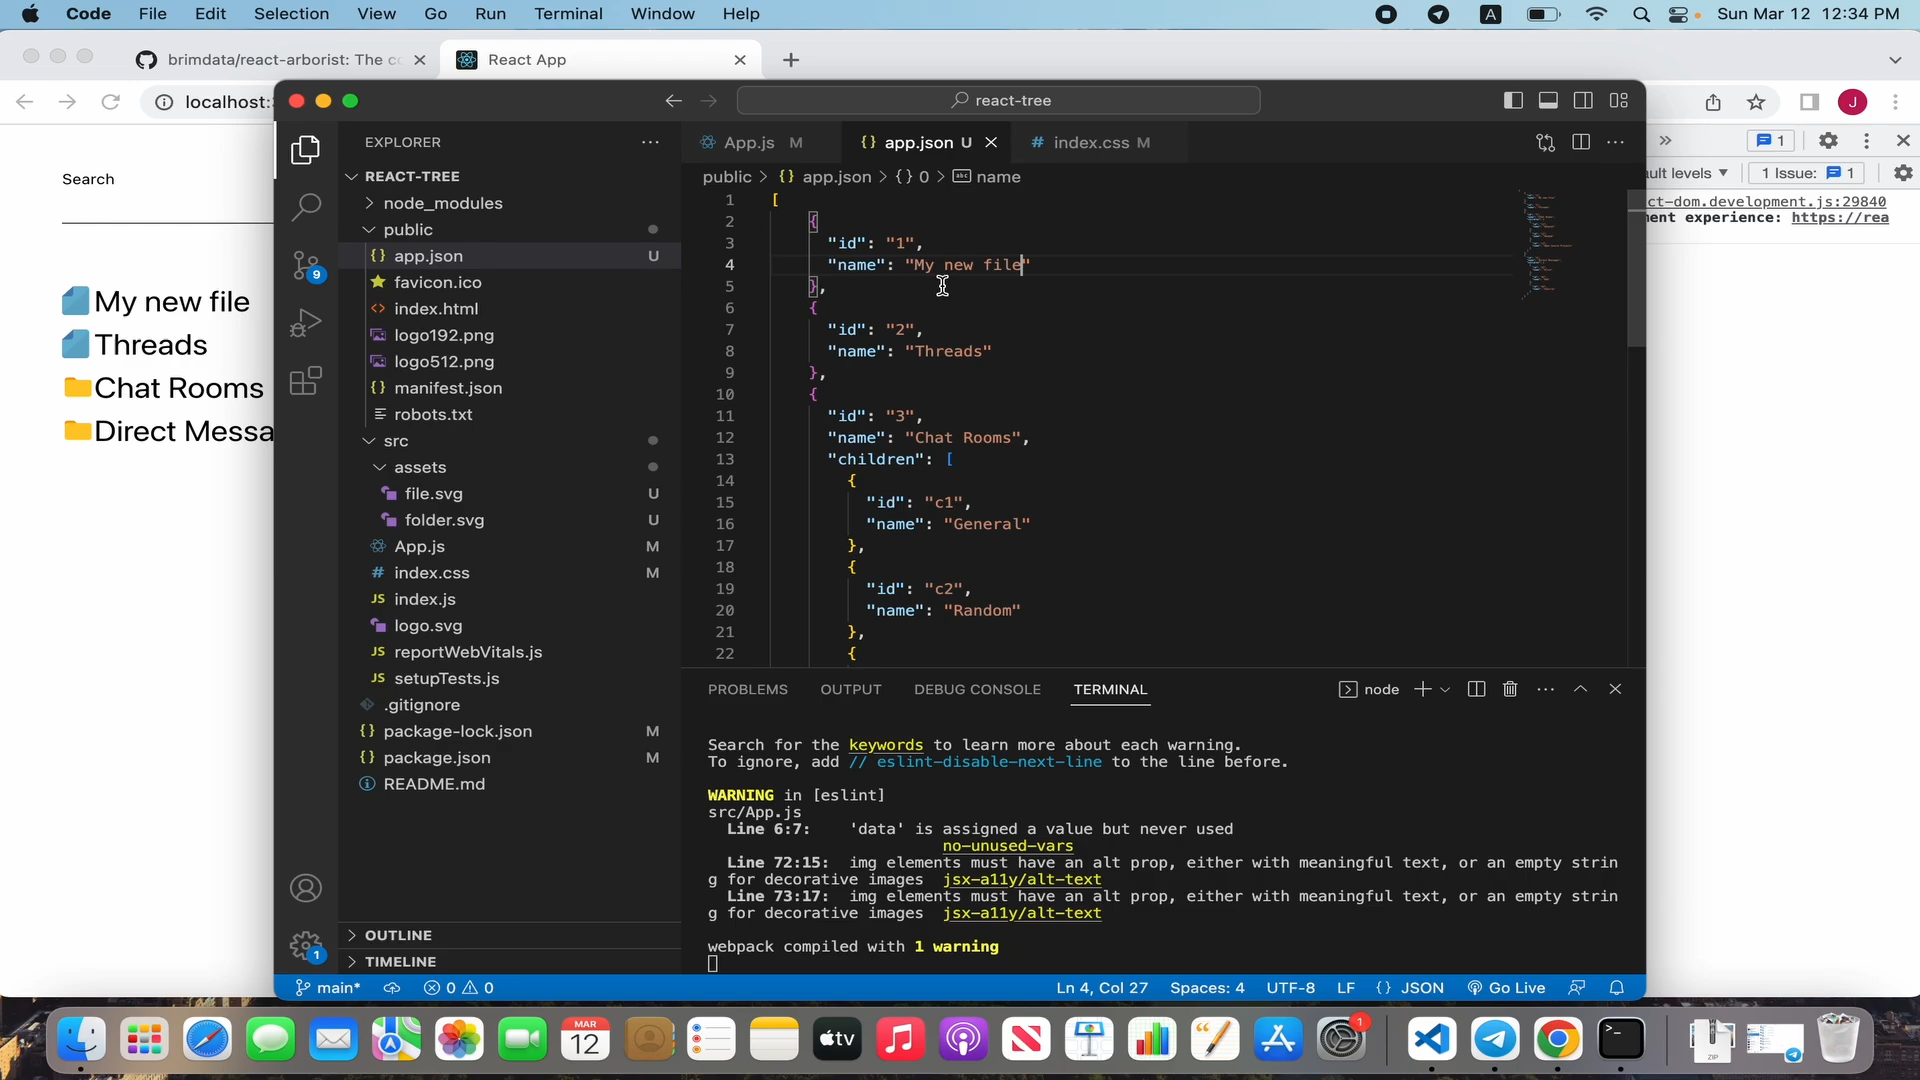 Code File Edit Selection View Go Run Terminal Window Help A Sun Mar 12 12:34 PM
brimdata/react-arborist: The co React App
localhost: react-tree J
EXPLORER App.js M {} app.json U # index.css M 1
REACT-TREE public > {} app.json > {} 0 > abc name ult levels 1 Issue: 1
Search
My new file
Threads
Chat Rooms
Direct Messa
node_modules
public
{} app.json U
favicon.ico
<> index.html
logo192.png
logo512.png
{} manifest.json
robots.txt
src
assets
file.svg U
folder.svg U
App.js M
# index.css M
JS index.js
logo.svg
JS reportWebVitals.js
JS setupTests.js
.gitignore
{} package-lock.json M
{} package.json M
README.md
OUTLINE
TIMELINE
9
1
1 [
2 {
3 "id": "1",
4 "name": "My new file"
5 },
6 {
7 "id": "2",
8 "name": "Threads"
9 },
10 {
11 "id": "3",
12 "name": "Chat Rooms",
13 "children": [
14 {
15 "id": "c1",
16 "name": "General"
17 },
18 {
19 "id": "c2",
20 "name": "Random"
21 },
22 {
ct-dom.development.js:29840
ent experience: https://rea
PROBLEMS OUTPUT DEBUG CONSOLE TERMINAL node
Search for the keywords to learn more about each warning.
To ignore, add // eslint-disable-next-line to the line before.
WARNING in [eslint]
src/App.js
Line 6:7: 'data' is assigned a value but never used
no-unused-vars
Line 72:15: img elements must have an alt prop, either with meaningful text, or an empty strin
g for decorative images jsx-a11y/alt-text
Line 73:17: img elements must have an alt prop, either with meaningful text, or an empty strin
g for decorative images jsx-a11y/alt-text
webpack compiled with 1 warning
main* 0 0 Ln 4, Col 27 Spaces: 4 UTF-8 LF {} JSON Go Live
MAR
12
tv
1
ZIP